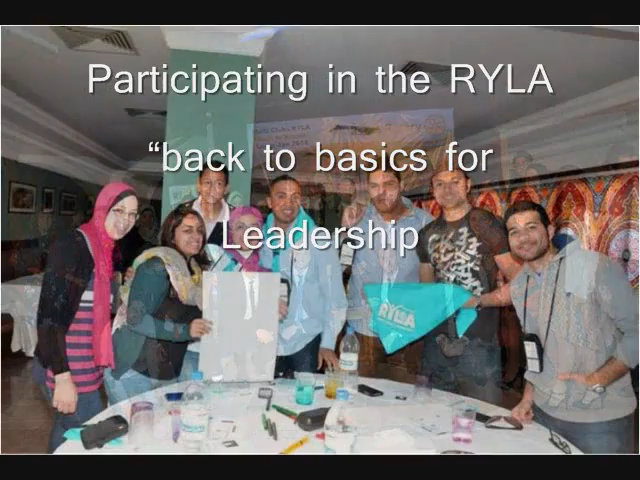 Participating in the RYLA
“back to basics for
Leadership
RYLA